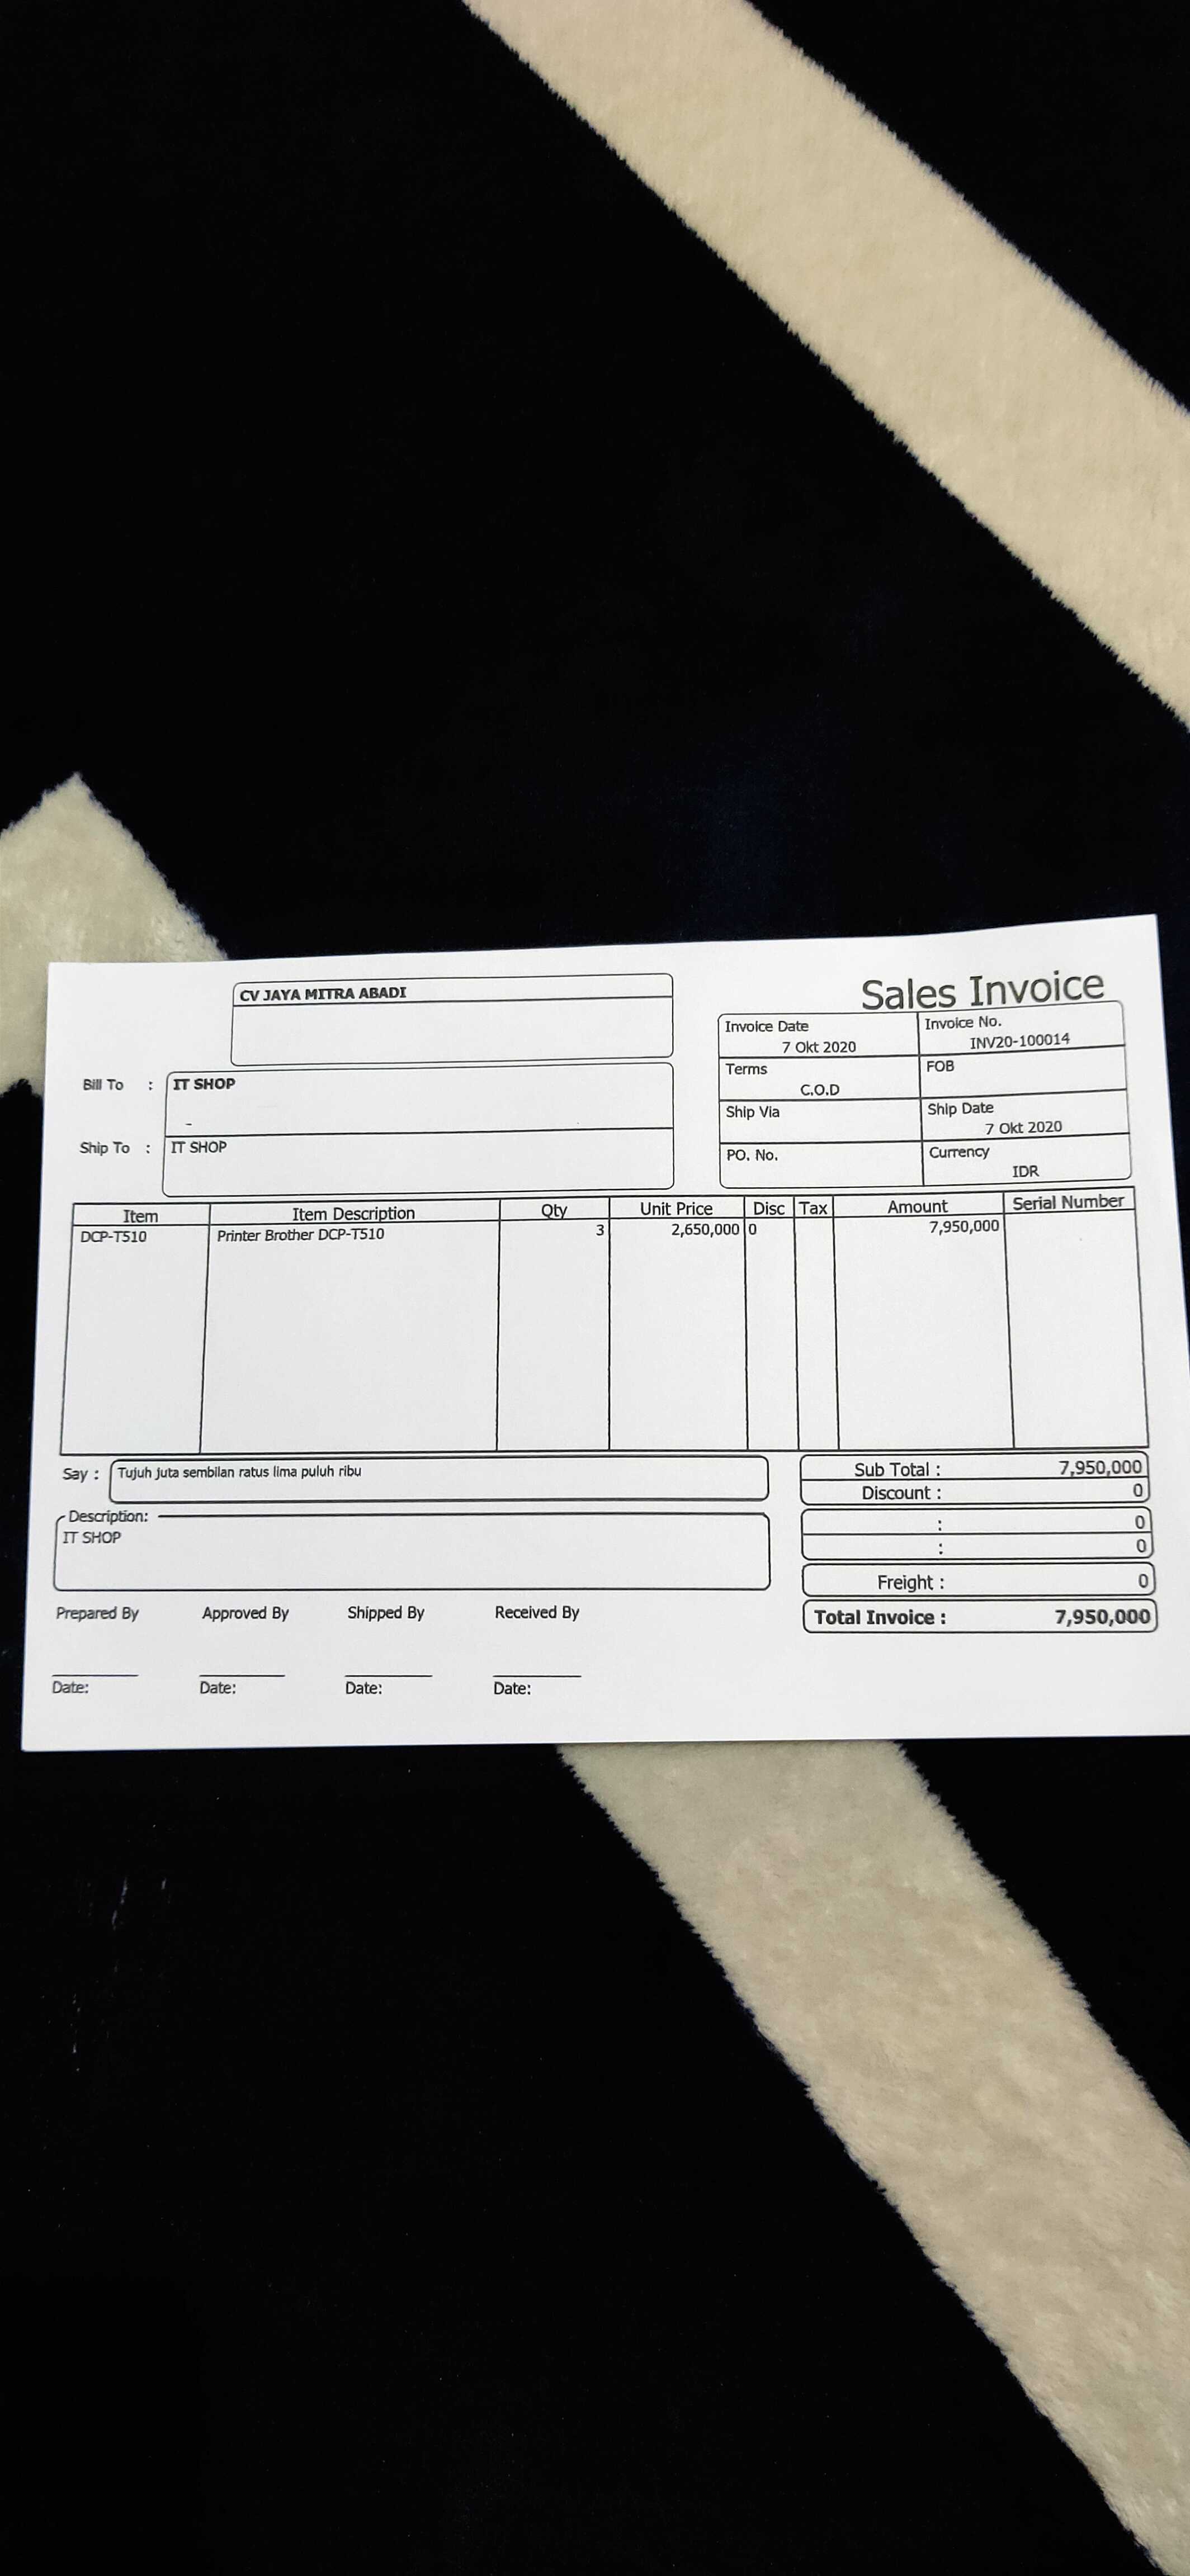 CV JAYA MITRA ABADI
Sales Invoice
Invoice Date
7 Okt 2020
Invoice No.
INV20-100014
Terms
C.O.D
FOB
Ship Via
Ship Date
7 Okt 2020
PO. No.
Currency
IDR
Bill To : IT SHOP
-
Ship To : IT SHOP
Item Item Description Qty Unit Price Disc Tax Amount Serial Number
DCP-T510 Printer Brother DCP-T510 3 2,650,000 0 7,950,000
Say : Tujuh juta sembilan ratus lima puluh ribu
Description:
IT SHOP
Sub Total : 7,950,000
Discount : 0
: 0
: 0
Freight : 0
Total Invoice : 7,950,000
Prepared By Approved By Shipped By Received By
Date: Date: Date: Date: